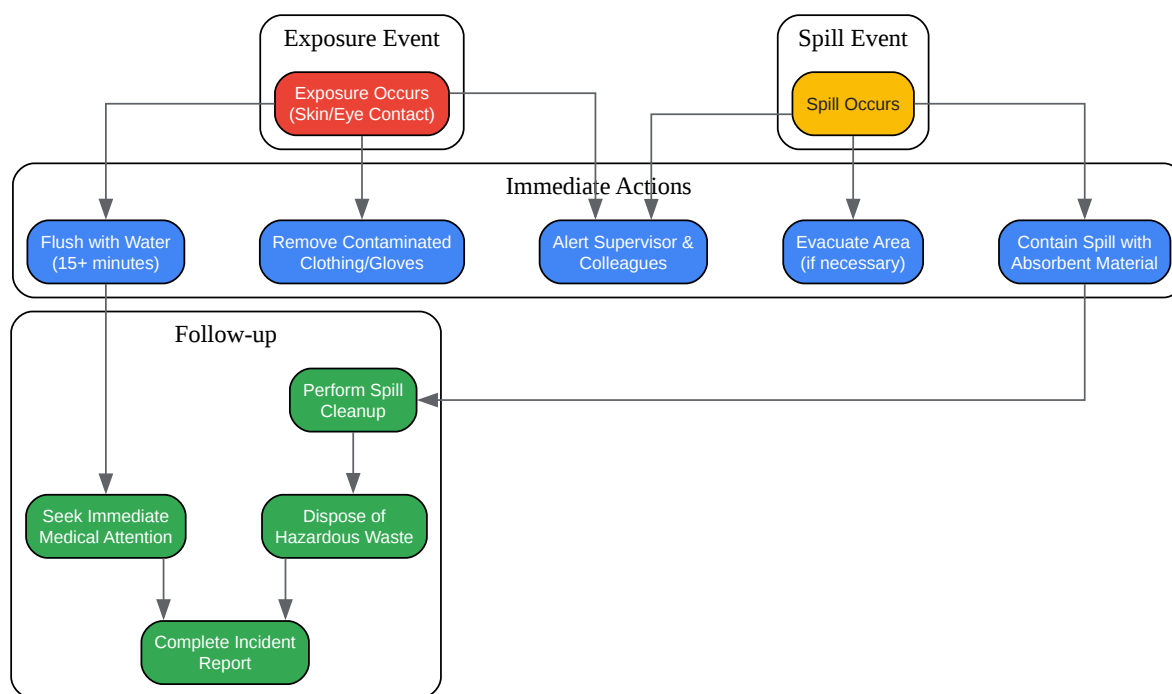 Exposure Event
Spill Event
Exposure Occurs
(Skin/Eye Contact)
Spill Occurs
Immediate Actions
Flush with Water
(15+ minutes)
Remove Contaminated
Clothing/Gloves
Alert Supervisor &
Colleagues
Evacuate Area
(if necessary)
Contain Spill with
Absorbent Material
Follow-up
Perform Spill
Cleanup
Seek Immediate
Medical Attention
Dispose of
Hazardous Waste
Complete Incident
Report